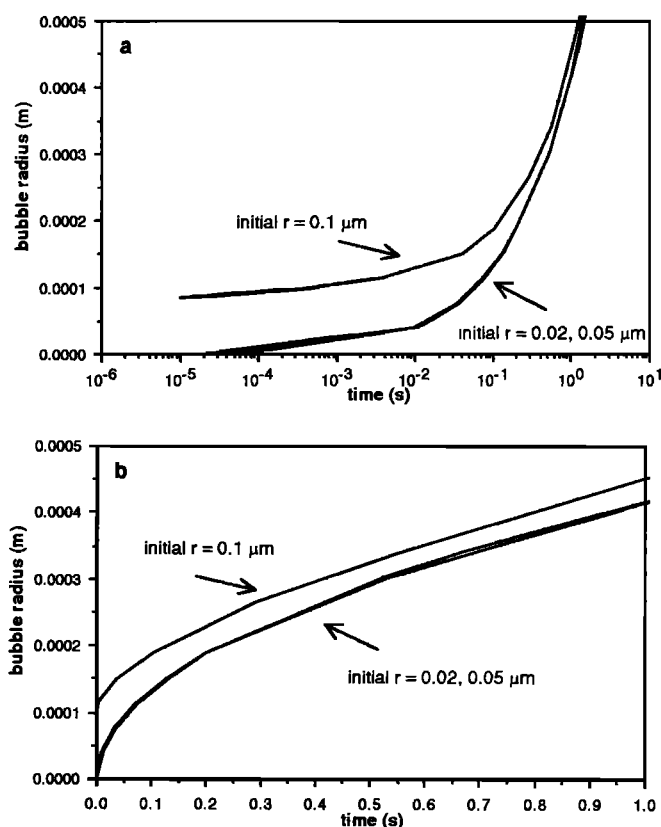 a
bubble radius (m)
0.0005
0.0004
0.0003
0.0002
0.0001
0.0000
initial r = 0.1 μm
initial r = 0.02, 0.05 μm
10-6 10-5 10-4 10-3 10-2 10-1 100 101
time (s)
b
bubble radius (m)
0.0005
0.0004
0.0003
0.0002
0.0001
0.0000
initial r = 0.1 μm
initial r = 0.02, 0.05 μm
0.0 0.1 0.2 0.3 0.4 0.5 0.6 0.7 0.8 0.9 1.0
time (s)